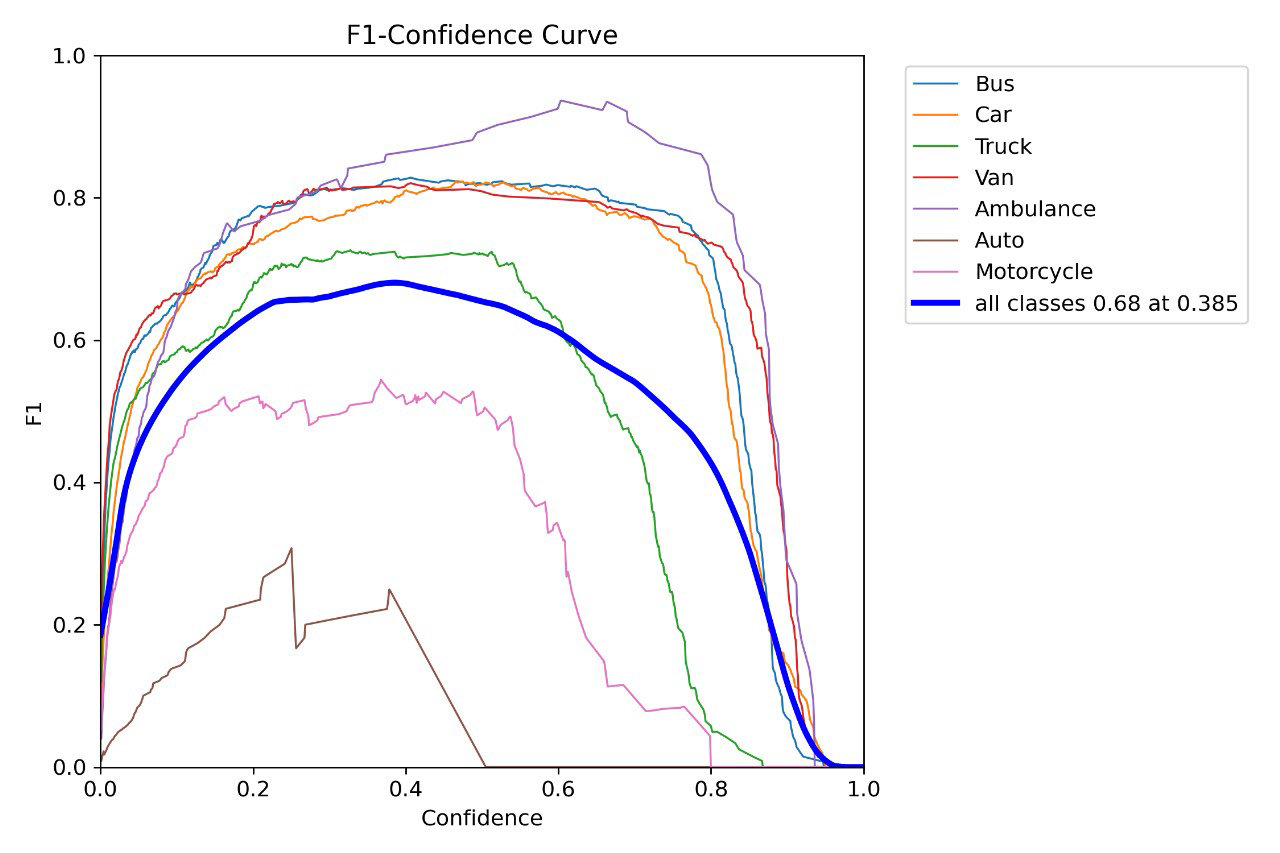 F1-Confidence Curve
1.0
0.8
0.6
0.4
0.2
0.0
F1
0.0 0.2 0.4 0.6 0.8 1.0
Confidence
Bus
Car
Truck
Van
Ambulance
Auto
Motorcycle
all classes 0.68 at 0.385